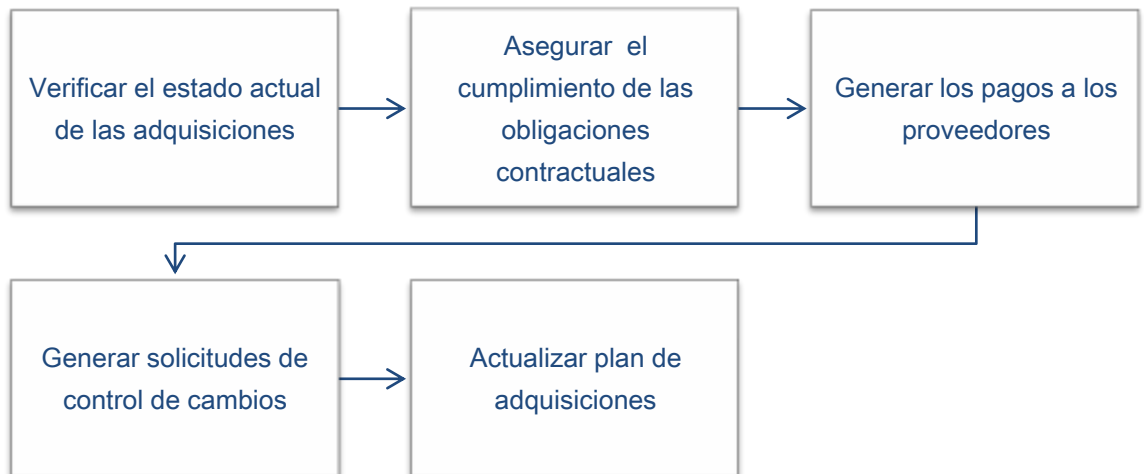 Verificar el estado actual
de las adquisiciones
Asegurar el
cumplimiento de las
obligaciones
contractuales
Generar los pagos a los
proveedores
Generar solicitudes de
control de cambios
Actualizar plan de
adquisiciones